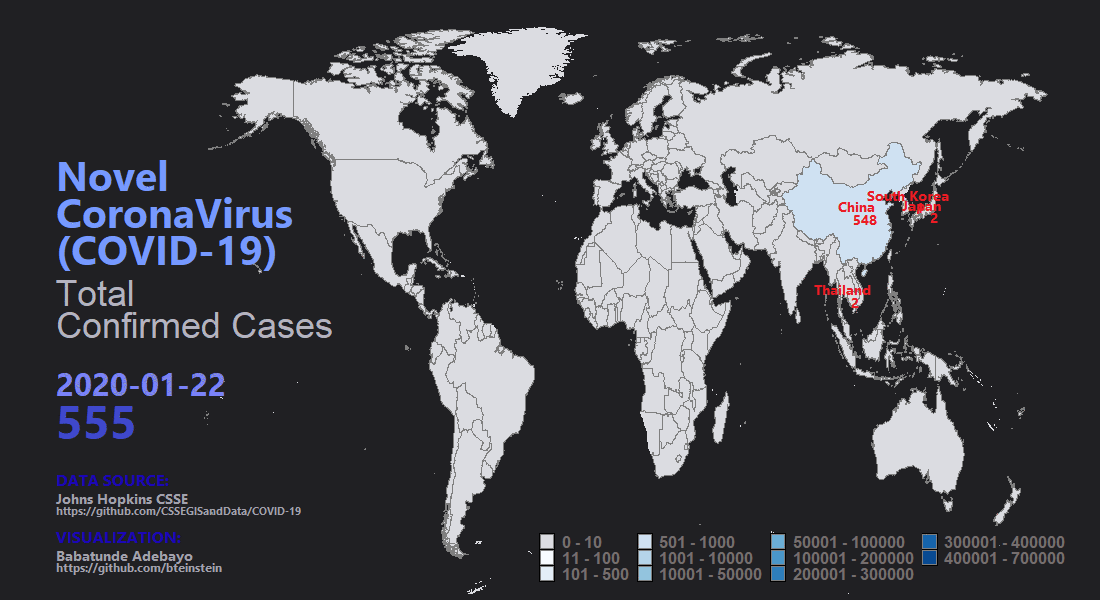 Novel
CoronaVirus
(COVID-19)
Total
Confirmed Cases
2020-01-22
555
DATA SOURCE:
Johns Hopkins CSSE
https://github.com/CSSEGISandData/COVID-19
VISUALIZATION:
Babatunde Adebayo
https://github.com/bteinstein
South Korea
China
Japan
548
2
Thailand
2
0 - 10
11 - 100
101 - 500
501 - 1000
1001 - 10000
10001 - 50000
50001 - 100000
100001 - 200000
200001 - 300000
300001 - 400000
400001 - 700000